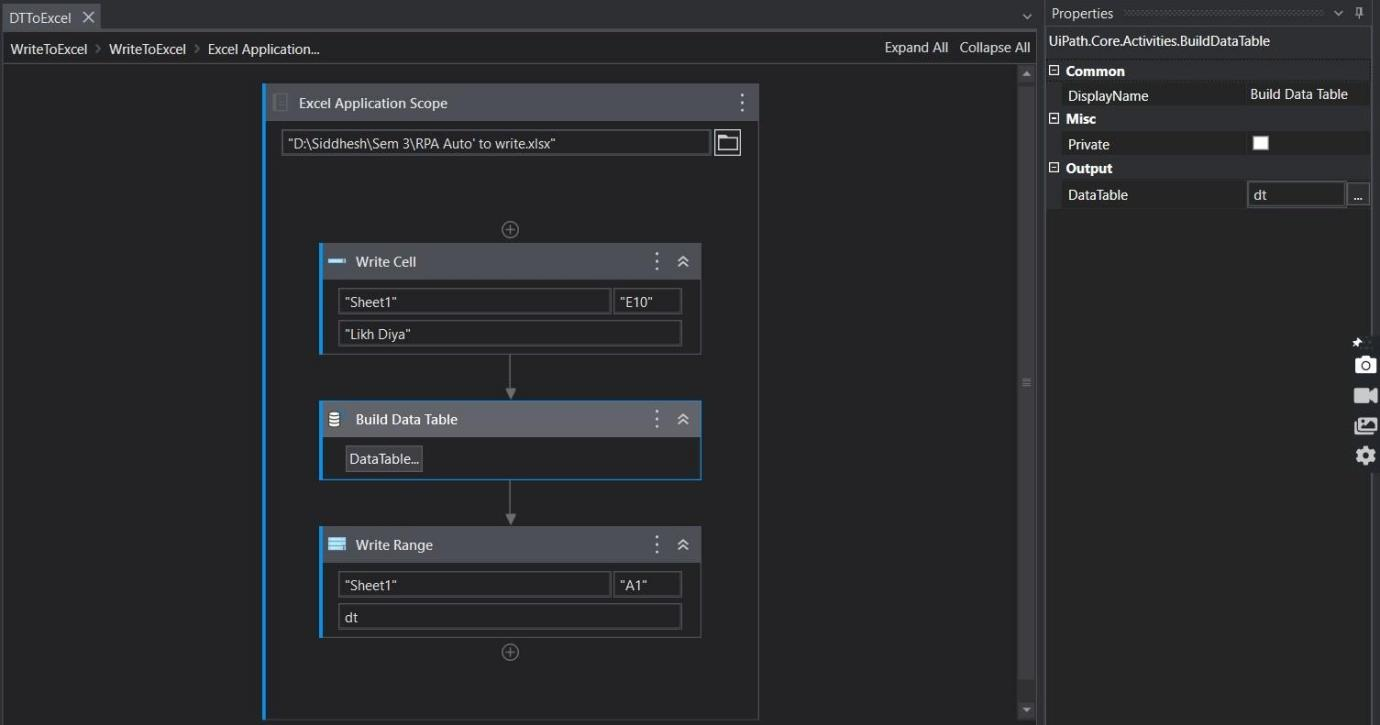 DTToExcel
WriteToExcel > WriteToExcel > Excel Application...
Expand All Collapse All
Excel Application Scope
"D:\Siddhesh\Sem 3\RPA Auto' to write.xlsx"
Write Cell
"Sheet1" "E10"
"Likh Diya"
Build Data Table
DataTable...
Write Range
"Sheet1" "A1"
dt
Properties
UiPath.Core.Activities.BuildDataTable
Common
DisplayName Build Data Table
Misc
Private
Output
DataTable dt ...